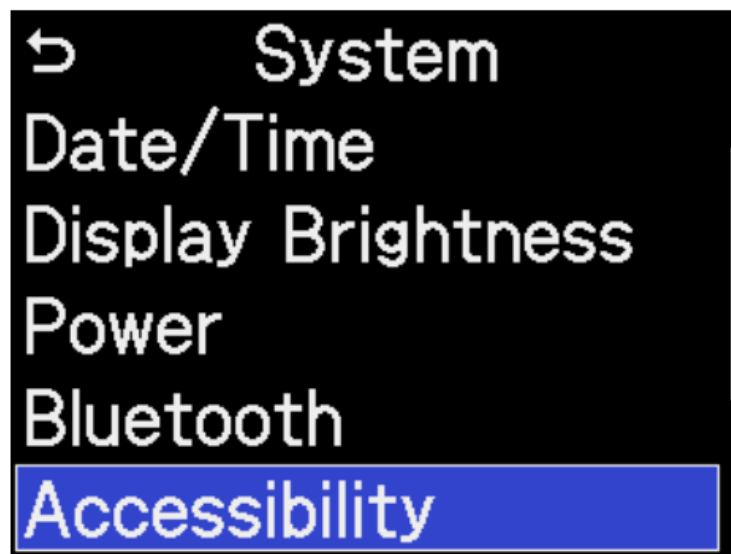 System
Date/Time
Display Brightness
Power
Bluetooth
Accessibility